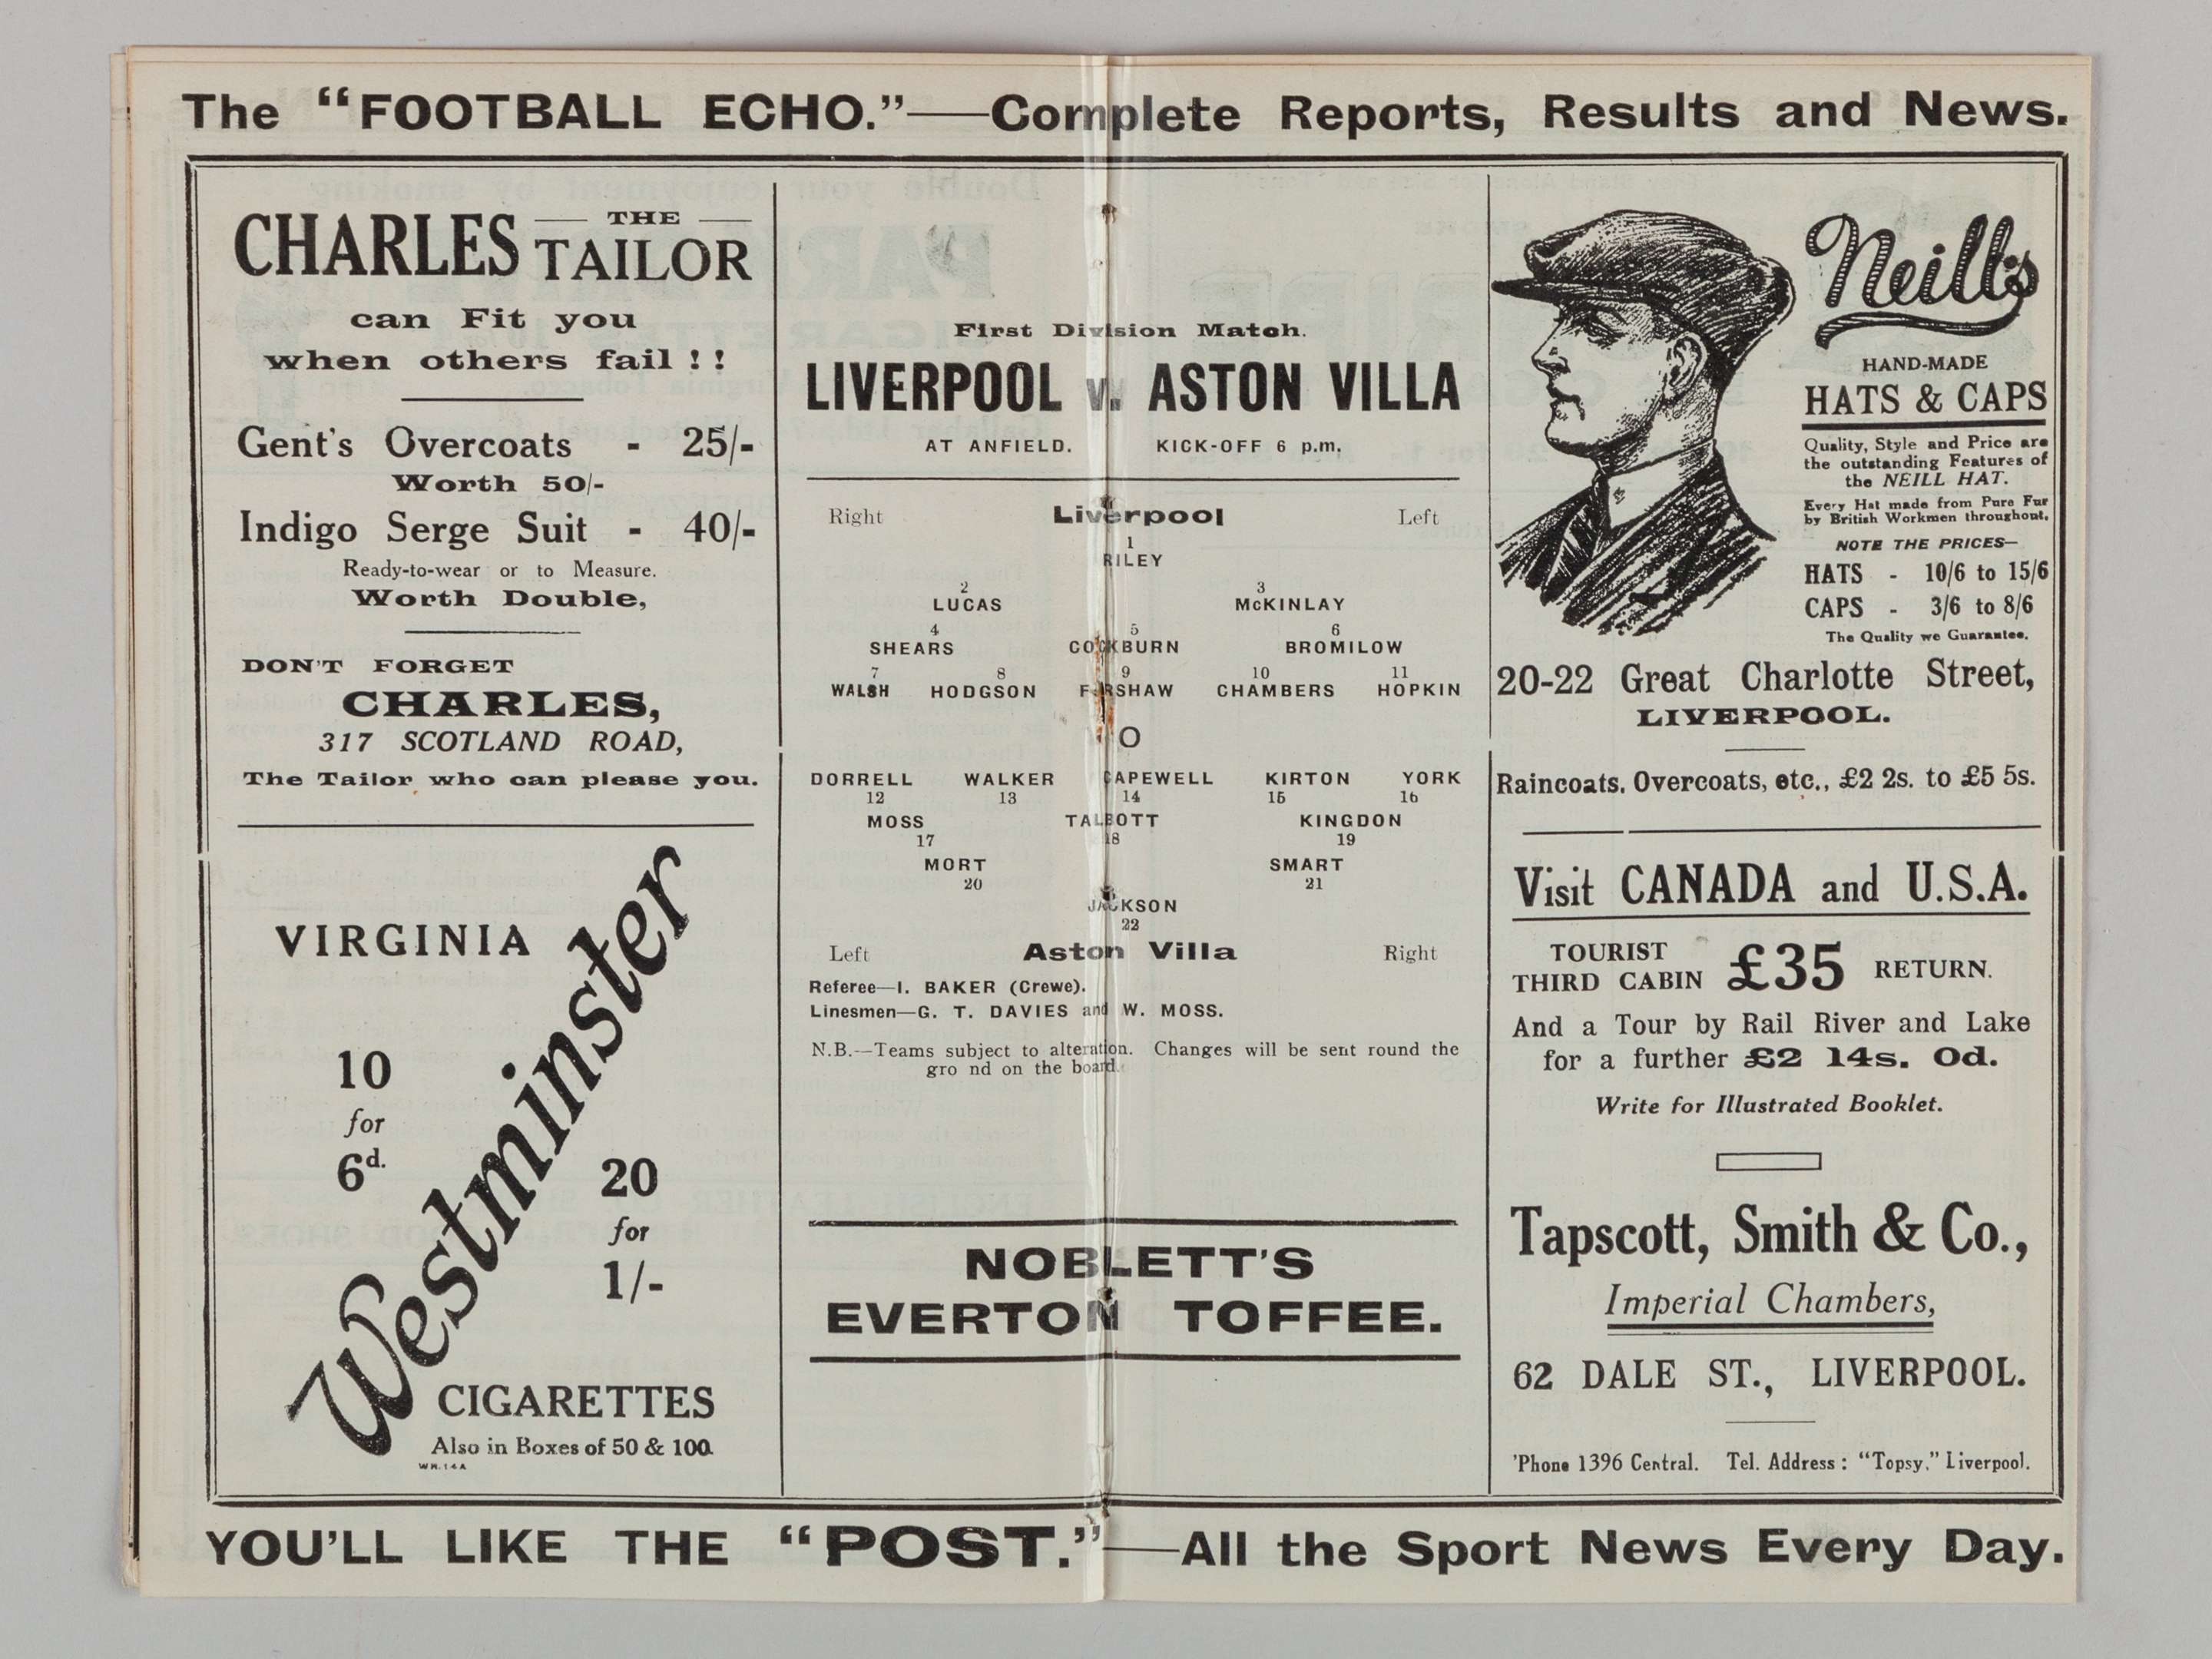 The "FOOTBALL ECHO."—Complete Reports, Results and News.
CHARLES THE TAILOR
can Fit you
when others fail ! !
Gent's Overcoats - 25/-
Worth 50/-
Indigo Serge Suit - 40/-
Ready-to-wear or to Measure.
Worth Double,
DON'T FORGET
CHARLES,
317 SCOTLAND ROAD,
The Tailor who can please you.
VIRGINIA
Westminster
10
for
6d.
20
for
1/-
CIGARETTES
Also in Boxes of 50 & 100.
WR.14A
First Division Match.
LIVERPOOL v. ASTON VILLA
AT ANFIELD. KICK-OFF 6 p.m.
Right Liverpool Left
1
RILEY
2 3
LUCAS McKINLAY
4 5 6
SHEARS COCKBURN BROMILOW
7 8 9 10 11
WALSH HODGSON FORSHAW CHAMBERS HOPKIN
O
DORRELL WALKER CAPEWELL KIRTON YORK
12 13 14 15 16
MOSS TALBOTT KINGDON
17 18 19
MORT SMART
20 21
JACKSON
22
Left Aston Villa Right
Referee—I. BAKER (Crewe).
Linesmen—G. T. DAVIES and W. MOSS.
N.B.—Teams subject to alteration. Changes will be sent round the
gro nd on the board.
NOBLETT'S
EVERTON TOFFEE.
Neill's
HAND-MADE
HATS & CAPS
Quality, Style and Price are
the outstanding Features of
the NEILL HAT.
Every Hat made from Pure Fur
by British Workmen throughout.
NOTE THE PRICES—
HATS - 10/6 to 15/6
CAPS - 3/6 to 8/6
The Quality we Guarantee.
20-22 Great Charlotte Street,
LIVERPOOL.
Raincoats, Overcoats, etc., £2 2s. to £5 5s.
Visit CANADA and U.S.A.
TOURIST
THIRD CABIN £35 RETURN.
And a Tour by Rail River and Lake
for a further £2 14s. 0d.
Write for Illustrated Booklet.
Tapscott, Smith & Co.,
Imperial Chambers,
62 DALE ST., LIVERPOOL.
'Phone 1396 Central. Tel. Address : "Topsy." Liverpool.
YOU'LL LIKE THE "POST."—All the Sport News Every Day.